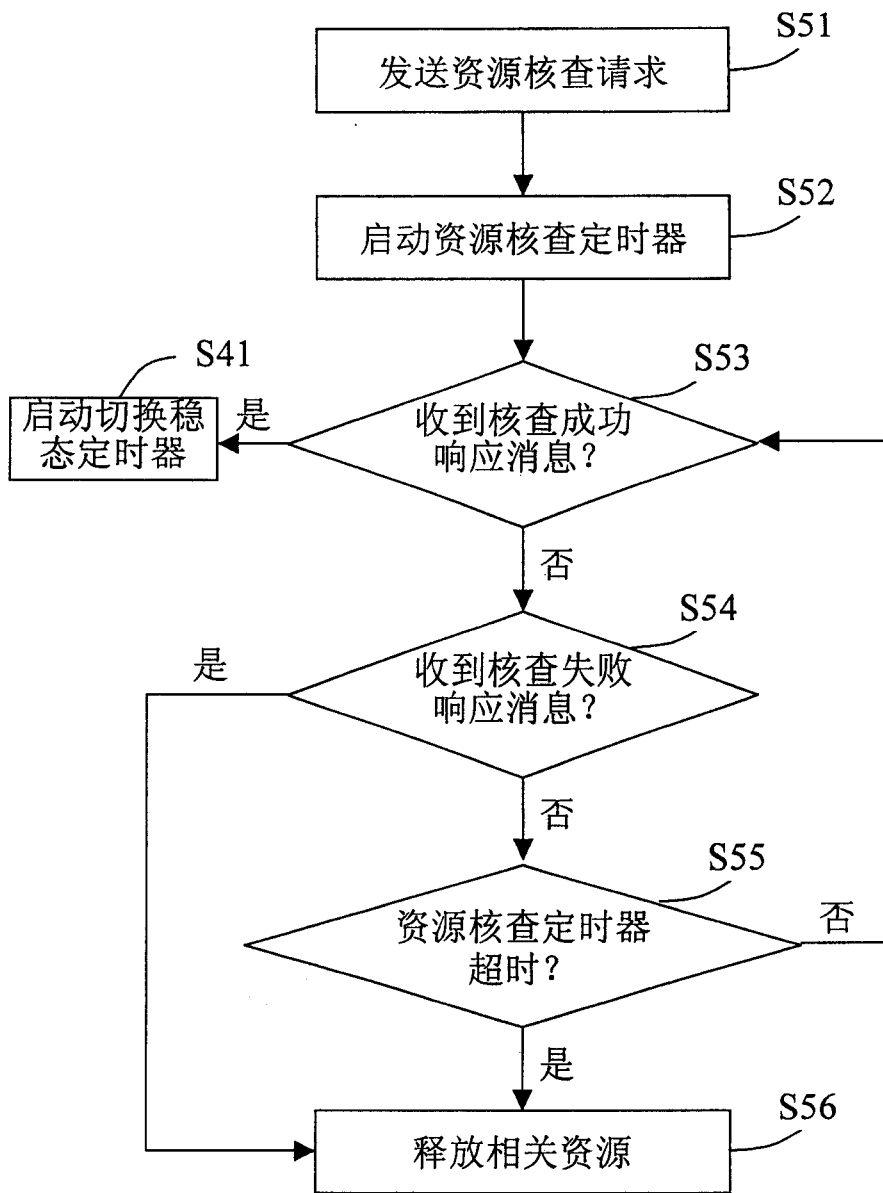 S51
发送资源核查请求
S52
启动资源核查定时器
S41
S53
启动切换稳
态定时器
是
收到核查成功
响应消息？
否
S54
是
收到核查失败
响应消息？
否
S55
资源核查定时器
超时？
否
是
S56
释放相关资源